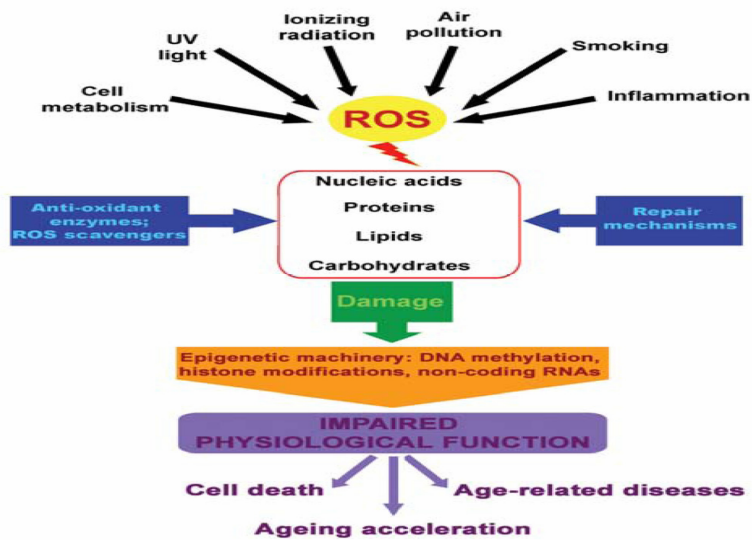 Ionizing
radiation
Air
pollution
UV
light
Smoking
Cell
metabolism
Inflammation
ROS
Nucleic acids
Proteins
Lipids
Carbohydrates
Anti-oxidant
enzymes;
ROS scavengers
Repair
mechanisms
Damage
Epigenetic machinery: DNA methylation,
histone modifications, non-coding RNAs
IMPAIRED
PHYSIOLOGICAL FUNCTION
Cell death
Age-related diseases
Ageing acceleration